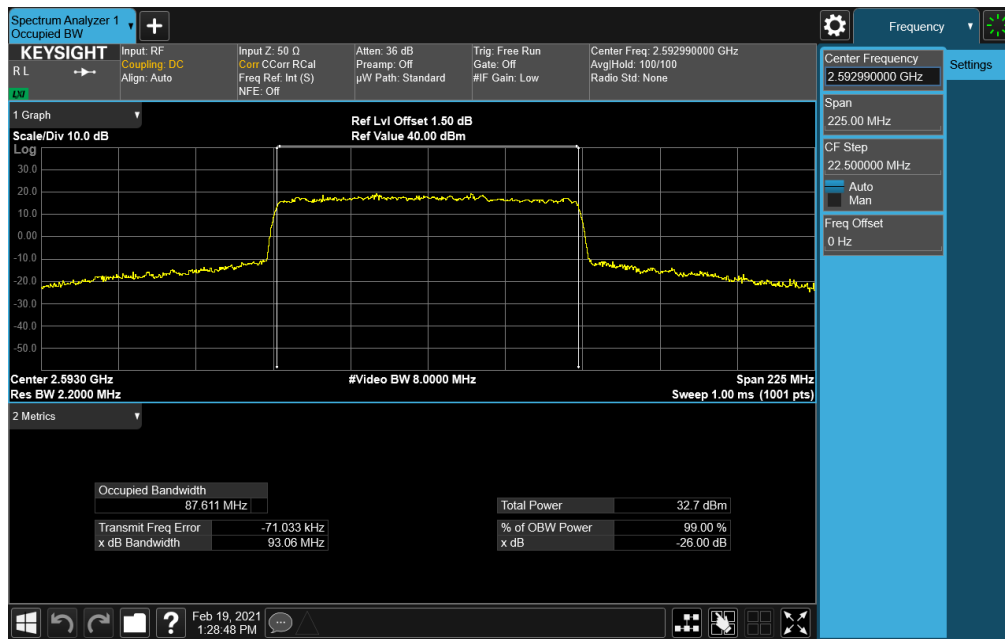 Spectrum Analyzer 1
Occupied BW
Frequency
KEYSIGHT
R L
LXI
Input: RF
Coupling: DC
Align: Auto
Input Z: 50 Ω
Corr CCorr RCal
Freq Ref: Int (S)
NFE: Off
Atten: 36 dB
Preamp: Off
µW Path: Standard
Trig: Free Run
Gate: Off
#IF Gain: Low
Center Freq: 2.592990000 GHz
Avg|Hold: 100/100
Radio Std: None
Center Frequency
2.592990000 GHz
Settings
Span
225.00 MHz
CF Step
22.500000 MHz
Auto
Man
Freq Offset
0 Hz
1 Graph
Scale/Div 10.0 dB
Ref Lvl Offset 1.50 dB
Ref Value 40.00 dBm
Log
30.0
20.0
10.0
0.00
-10.0
-20.0
-30.0
-40.0
-50.0
Center 2.5930 GHz
Res BW 2.2000 MHz
#Video BW 8.0000 MHz
Span 225 MHz
Sweep 1.00 ms (1001 pts)
2 Metrics
Occupied Bandwidth
87.611 MHz
Transmit Freq Error -71.033 kHz
x dB Bandwidth 93.06 MHz
Total Power 32.7 dBm
% of OBW Power 99.00 %
x dB -26.00 dB
?
Feb 19, 2021
1:28:48 PM